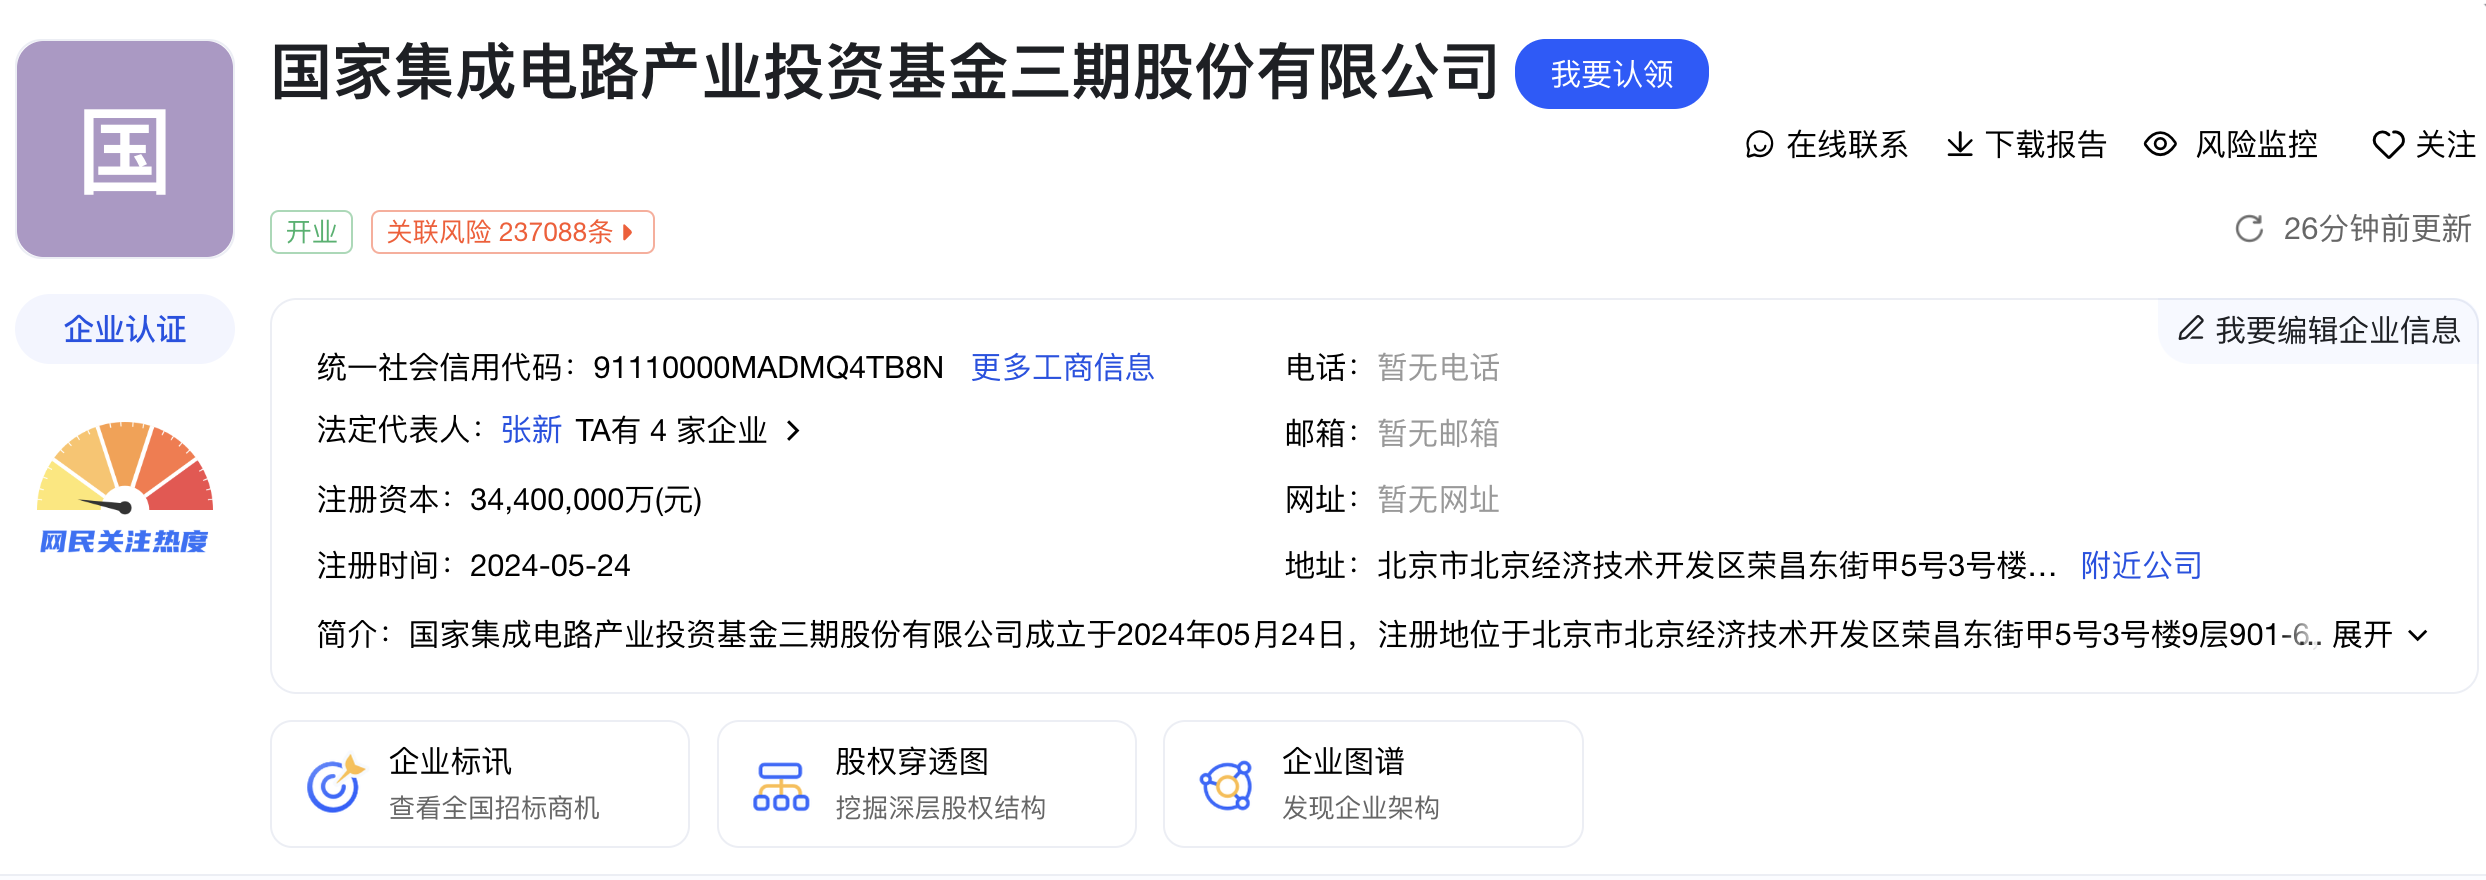 国
国家集成电路产业投资基金三期股份有限公司
我要认领
在线联系
下载报告
风险监控
关注
开业
关联风险 237088条
26分钟前更新
企业认证
网民关注热度
我要编辑企业信息
统一社会信用代码：91110000MADMQ4TB8N 更多工商信息
电话：暂无电话
法定代表人：张新 TA有 4 家企业
邮箱：暂无邮箱
注册资本：34,400,000万(元)
网址：暂无网址
注册时间：2024-05-24
地址：北京市北京经济技术开发区荣昌东街甲5号3号楼... 附近公司
简介：国家集成电路产业投资基金三期股份有限公司成立于2024年05月24日，注册地位于北京市北京经济技术开发区荣昌东街甲5号3号楼9层901-6... 展开
企业标讯
查看全国招标商机
股权穿透图
挖掘深层股权结构
企业图谱
发现企业架构